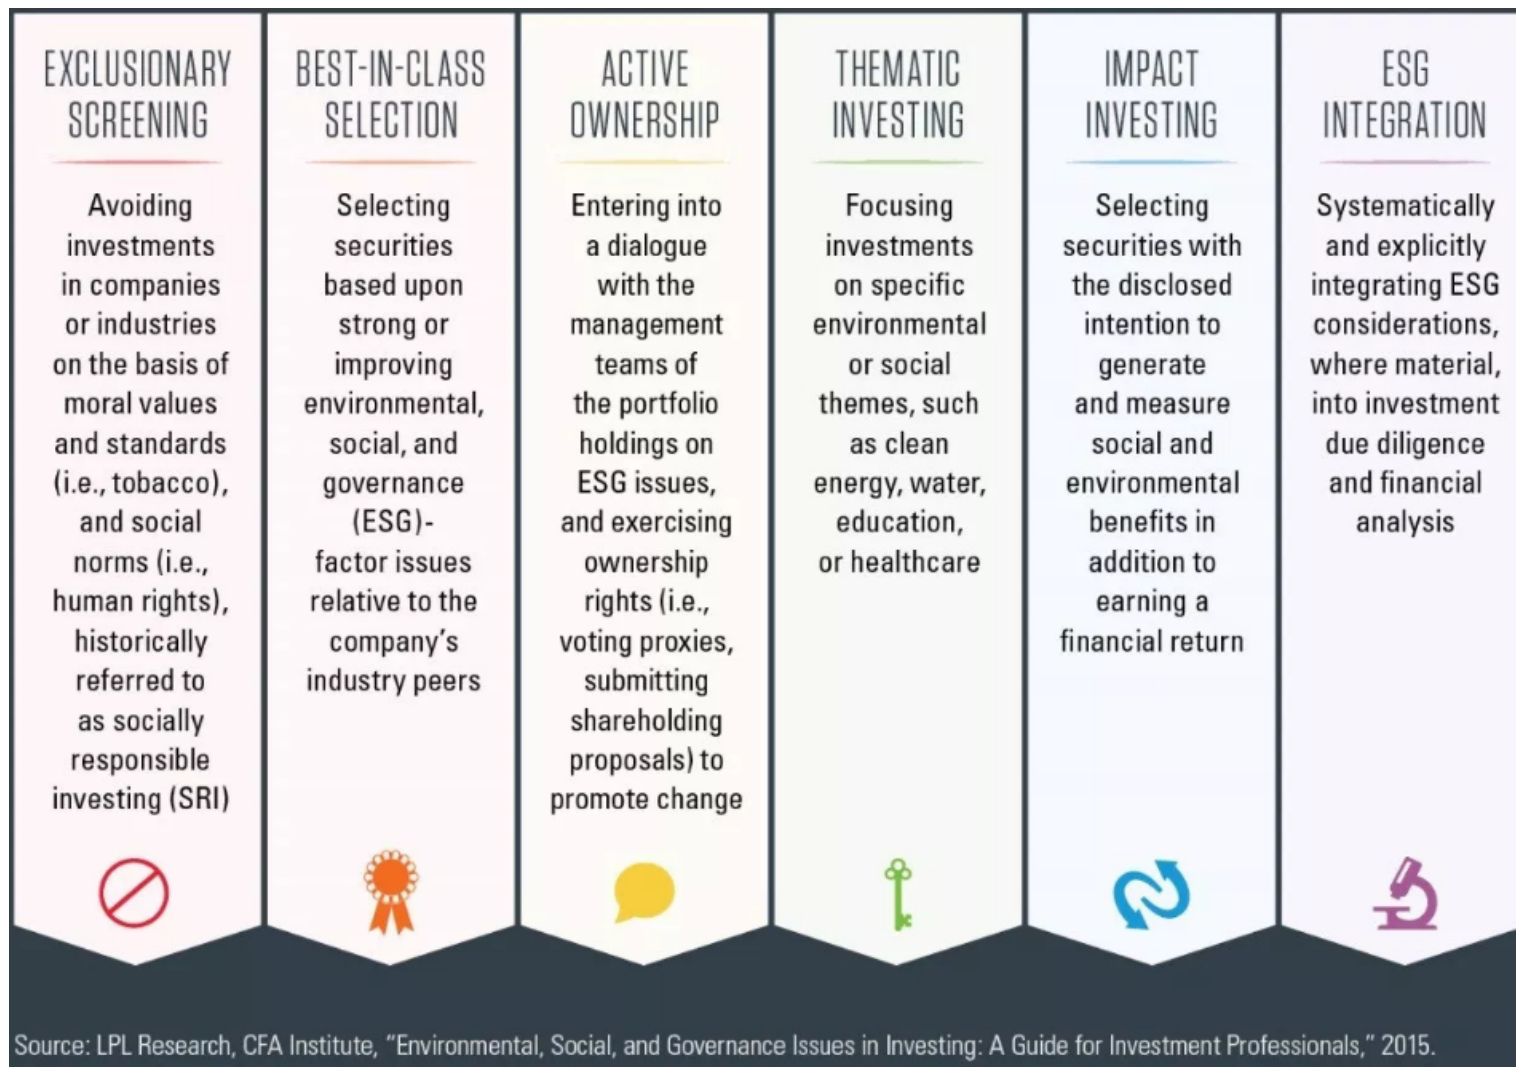 EXCLUSIONARY
SCREENING
Avoiding
investments
in companies
or industries
on the basis of
moral values
and standards
(i.e., tobacco),
and social
norms (i.e.,
human rights),
historically
referred to
as socially
responsible
investing (SRI)
BEST-IN-CLASS
SELECTION
Selecting
securities
based upon
strong or
improving
environmental,
social, and
governance
(ESG)-
factor issues
relative to the
company's
industry peers
ACTIVE
OWNERSHIP
Entering into
a dialogue
with the
management
teams of
the portfolio
holdings on
ESG issues,
and exercising
ownership
rights (i.e.,
voting proxies,
submitting
shareholding
proposals) to
promote change
THEMATIC
INVESTING
Focusing
investments
on specific
environmental
or social
themes, such
as clean
energy, water,
education,
or healthcare
IMPACT
INVESTING
Selecting
securities with
the disclosed
intention to
generate
and measure
social and
environmental
benefits in
addition to
earning a
financial return
ESG
INTEGRATION
Systematically
and explicitly
integrating ESG
considerations,
where material,
into investment
due diligence
and financial
analysis
Source: LPL Research, CFA Institute, “Environmental, Social, and Governance Issues in Investing: A Guide for Investment Professionals,” 2015.